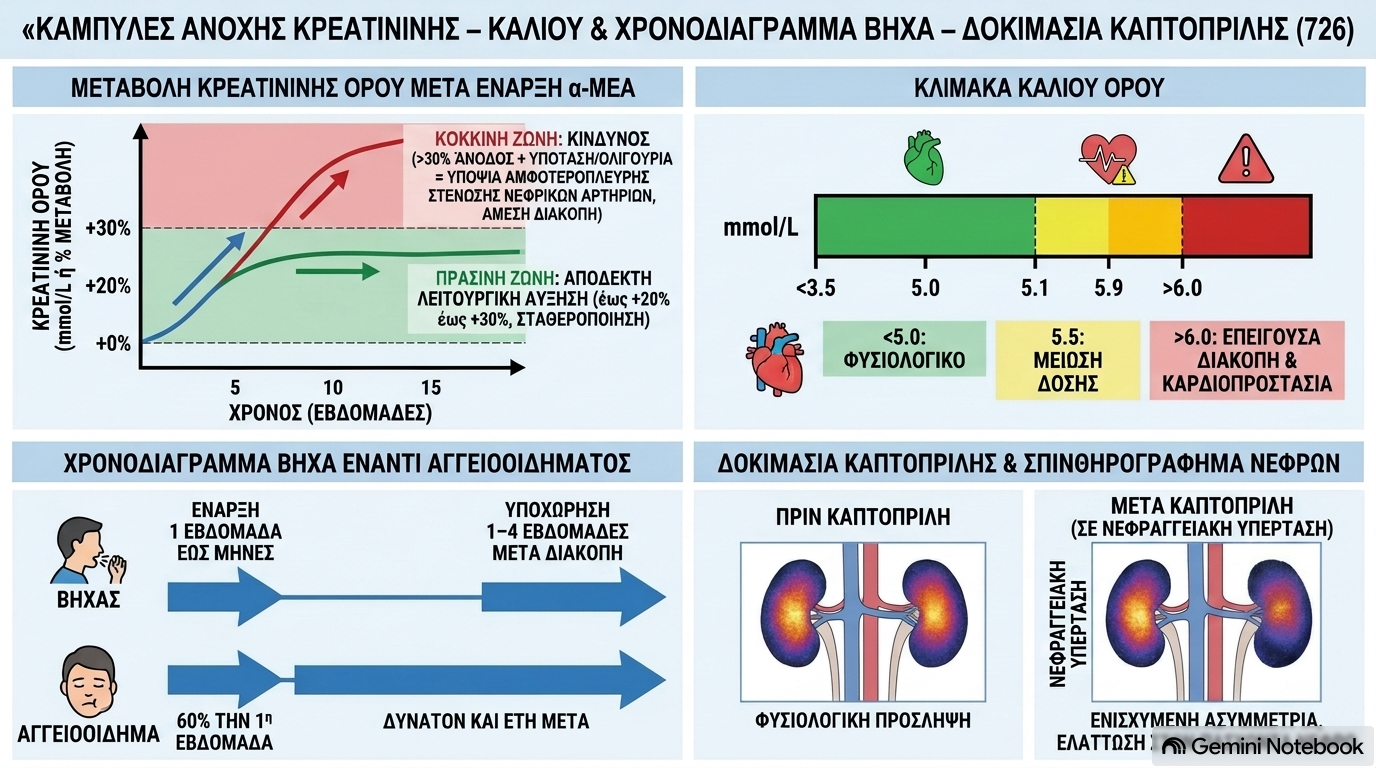 «ΚΑΜΠΥΛΕΣ ΑΝΟΧΗΣ ΚΡΕΑΤΙΝΙΝΗΣ – ΚΑΛΙΟΥ & ΧΡΟΝΟΔΙΑΓΡΑΜΜΑ ΒΗΧΑ – ΔΟΚΙΜΑΣΙΑ ΚΑΠΤΟΠΡΙΛΗΣ (726)
ΜΕΤΑΒΟΛΗ ΚΡΕΑΤΙΝΙΝΗΣ ΟΡΟΥ ΜΕΤΑ ΕΝΑΡΞΗ α-ΜΕΑ
ΚΡΕΑΤΙΝΙΝΗ ΟΡΟΥ
(mmol/L ή % ΜΕΤΑΒΟΛΗ)
+30%
+20%
+0%
ΚΟΚΚΙΝΗ ΖΩΝΗ: ΚΙΝΔΥΝΟΣ
(>30% ΆΝΟΔΟΣ + ΥΠΟΤΑΣΗ/ΟΛΙΓΟΥΡΙΑ
= ΥΠΟΨΙΑ ΑΜΦΟΤΕΡΟΠΛΕΥΡΗΣ
ΣΤΕΝΩΣΗΣ ΝΕΦΡΙΚΩΝ ΑΡΤΗΡΙΩΝ,
ΑΜΕΣΗ ΔΙΑΚΟΠΗ)
ΠΡΑΣΙΝΗ ΖΩΝΗ: ΑΠΟΔΕΚΤΗ
ΛΕΙΤΟΥΡΓΙΚΗ ΑΥΞΗΣΗ (έως +20%
έως +30%, ΣΤΑΘΕΡΟΠΟΙΗΣΗ)
5 10 15
ΧΡΟΝΟΣ (ΕΒΔΟΜΑΔΕΣ)
ΚΛΙΜΑΚΑ ΚΑΛΙΟΥ ΟΡΟΥ
mmol/L
<3.5 5.0 5.1 5.9 >6.0
<5.0:
ΦΥΣΙΟΛΟΓΙΚΟ
5.5:
ΜΕΙΩΣΗ
ΔΟΣΗΣ
>6.0: ΕΠΕΙΓΟΥΣΑ
ΔΙΑΚΟΠΗ &
ΚΑΡΔΙΟΠΡΟΣΤΑΣΙΑ
ΧΡΟΝΟΔΙΑΓΡΑΜΜΑ ΒΗΧΑ ΕΝΑΝΤΙ ΑΓΓΕΙΟΟΙΔΗΜΑΤΟΣ
ΒΗΧΑΣ
ΕΝΑΡΞΗ
1 ΕΒΔΟΜΑΔΑ
ΕΩΣ ΜΗΝΕΣ
ΥΠΟΧΩΡΗΣΗ
1–4 ΕΒΔΟΜΑΔΕΣ
ΜΕΤΑ ΔΙΑΚΟΠΗ
ΑΓΓΕΙΟΟΙΔΗΜΑ
60% ΤΗΝ 1η
ΕΒΔΟΜΑΔΑ
ΔΥΝΑΤΟΝ ΚΑΙ ΕΤΗ ΜΕΤΑ
ΔΟΚΙΜΑΣΙΑ ΚΑΠΤΟΠΡΙΛΗΣ & ΣΠΙΝΘΗΡΟΓΡΑΦΗΜΑ ΝΕΦΡΩΝ
ΠΡΙΝ ΚΑΠΤΟΠΡΙΛΗ
ΦΥΣΙΟΛΟΓΙΚΗ ΠΡΟΣΛΗΨΗ
ΜΕΤΑ ΚΑΠΤΟΠΡΙΛΗ
(ΣΕ ΝΕΦΡΑΓΓΕΙΑΚΗ ΥΠΕΡΤΑΣΗ)
ΝΕΦΡΑΓΓΕΙΑΚΗ
ΥΠΕΡΤΑΣΗ
ΕΝΙΣΧΥΜΕΝΗ ΑΣΥΜΜΕΤΡΙΑ,
ΕΛΑΤΤΩΣΗ
Gemini Notebook